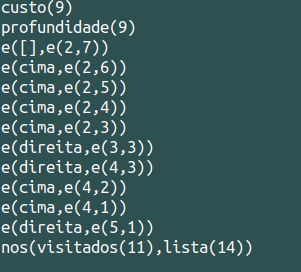 custo(9)
profundidade(9)
e([],e(2,7))
e(cima,e(2,6))
e(cima,e(2,5))
e(cima,e(2,4))
e(cima,e(2,3))
e(direita,e(3,3))
e(direita,e(4,3))
e(cima,e(4,2))
e(cima,e(4,1))
e(direita,e(5,1))
nos(visitados(11),lista(14))